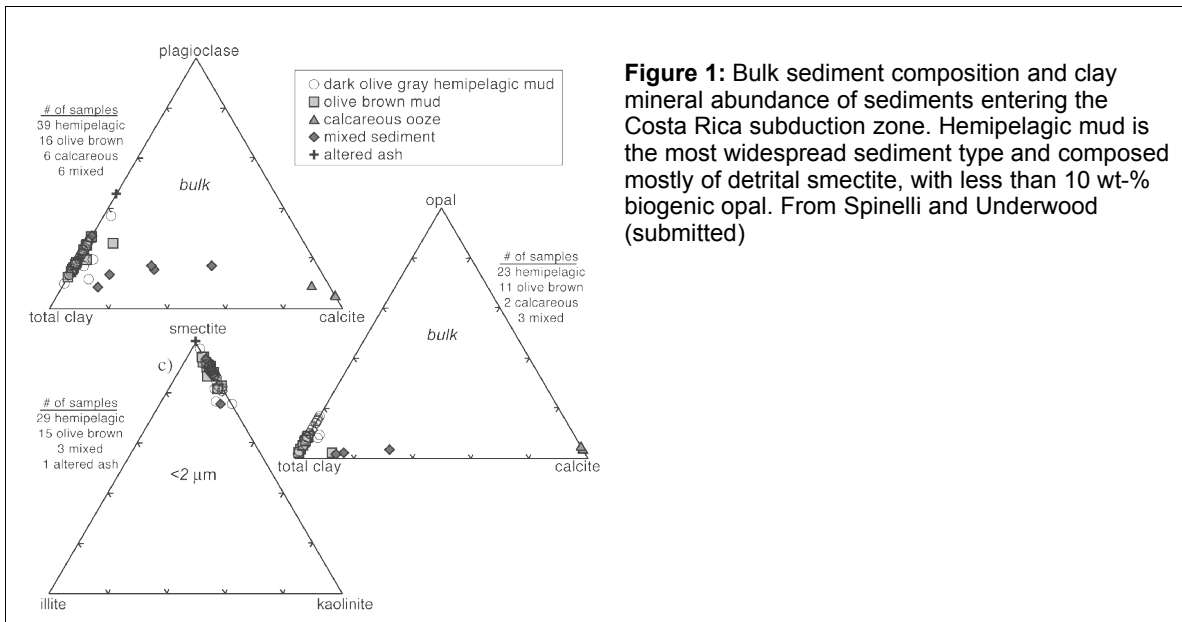 plagioclase
# of samples
39 hemipelagic
16 olive brown
6 calcareous
6 mixed
dark olive gray hemipelagic mud
olive brown mud
calcareous ooze
mixed sediment
altered ash
bulk
total clay
calcite
opal
# of samples
23 hemipelagic
11 olive brown
2 calcareous
3 mixed
bulk
total clay
calcite
smectite
c)
# of samples
29 hemipelagic
15 olive brown
3 mixed
1 altered ash
<2 μm
illite
kaolinite
Figure 1: Bulk sediment composition and clay
mineral abundance of sediments entering the
Costa Rica subduction zone. Hemipelagic mud is
the most widespread sediment type and composed
mostly of detrital smectite, with less than 10 wt-%
biogenic opal. From Spinelli and Underwood
(submitted)